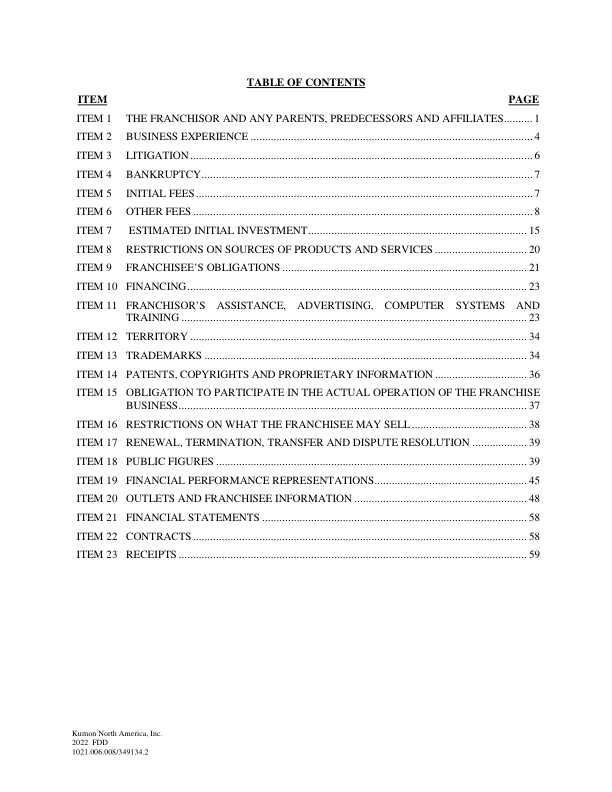 TABLE OF CONTENTS
ITEM PAGE
ITEM 1 THE FRANCHISOR AND ANY PARENTS, PREDECESSORS AND AFFILIATES.......... 1
ITEM 2 BUSINESS EXPERIENCE .......... 4
ITEM 3 LITIGATION.......... 6
ITEM 4 BANKRUPTCY.......... 7
ITEM 5 INITIAL FEES.......... 7
ITEM 6 OTHER FEES .......... 8
ITEM 7 ESTIMATED INITIAL INVESTMENT.......... 15
ITEM 8 RESTRICTIONS ON SOURCES OF PRODUCTS AND SERVICES .......... 20
ITEM 9 FRANCHISEE'S OBLIGATIONS .......... 21
ITEM 10 FINANCING.......... 23
ITEM 11 FRANCHISOR'S ASSISTANCE, ADVERTISING, COMPUTER SYSTEMS AND
TRAINING .......... 23
ITEM 12 TERRITORY .......... 34
ITEM 13 TRADEMARKS .......... 34
ITEM 14 PATENTS, COPYRIGHTS AND PROPRIETARY INFORMATION .......... 36
ITEM 15 OBLIGATION TO PARTICIPATE IN THE ACTUAL OPERATION OF THE FRANCHISE
BUSINESS.......... 37
ITEM 16 RESTRICTIONS ON WHAT THE FRANCHISEE MAY SELL.......... 38
ITEM 17 RENEWAL, TERMINATION, TRANSFER AND DISPUTE RESOLUTION .......... 39
ITEM 18 PUBLIC FIGURES .......... 39
ITEM 19 FINANCIAL PERFORMANCE REPRESENTATIONS.......... 45
ITEM 20 OUTLETS AND FRANCHISEE INFORMATION .......... 48
ITEM 21 FINANCIAL STATEMENTS .......... 58
ITEM 22 CONTRACTS .......... 58
ITEM 23 RECEIPTS .......... 59
Kumon North America, Inc.
2022 FDD
1021.006.008/349134.2